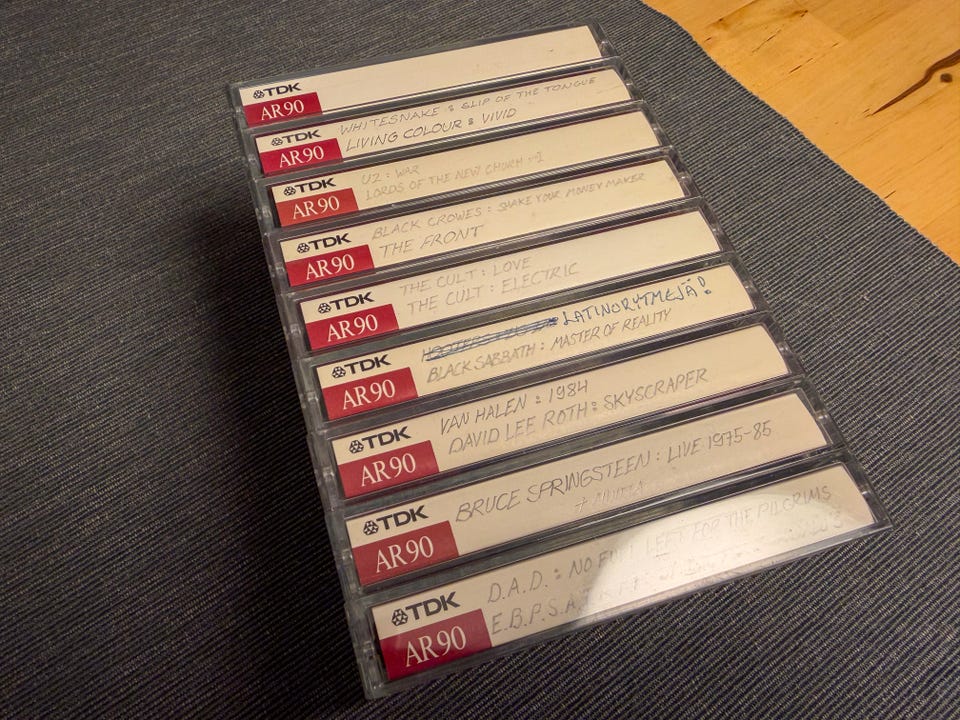 TDK
AR90
TDK
AR90
WHITESNAKE : SLIP OF THE TONGUE
LIVING COLOUR : VIVID
TDK
AR90
U2 : WAR
LORDS OF THE NEW CHURCH
TDK
AR90
BLACK CROWES : SHAKE YOUR MONEY MAKER
THE FRONT
TDK
AR90
THE CULT : LOVE
THE CULT : ELECTRIC
TDK
AR90
HOOTERS LATINORYTMEJÄ!
BLACK SABBATH : MASTER OF REALITY
TDK
AR90
VAN HALEN : 1984
DAVID LEE ROTH : SKYSCRAPER
TDK
AR90
BRUCE SPRINGSTEEN : LIVE 1975-85
+ MUITA
TDK
AR90
D.A.D. : NO FUEL LEFT FOR THE PILGRIMS
E.B.P.S.A.